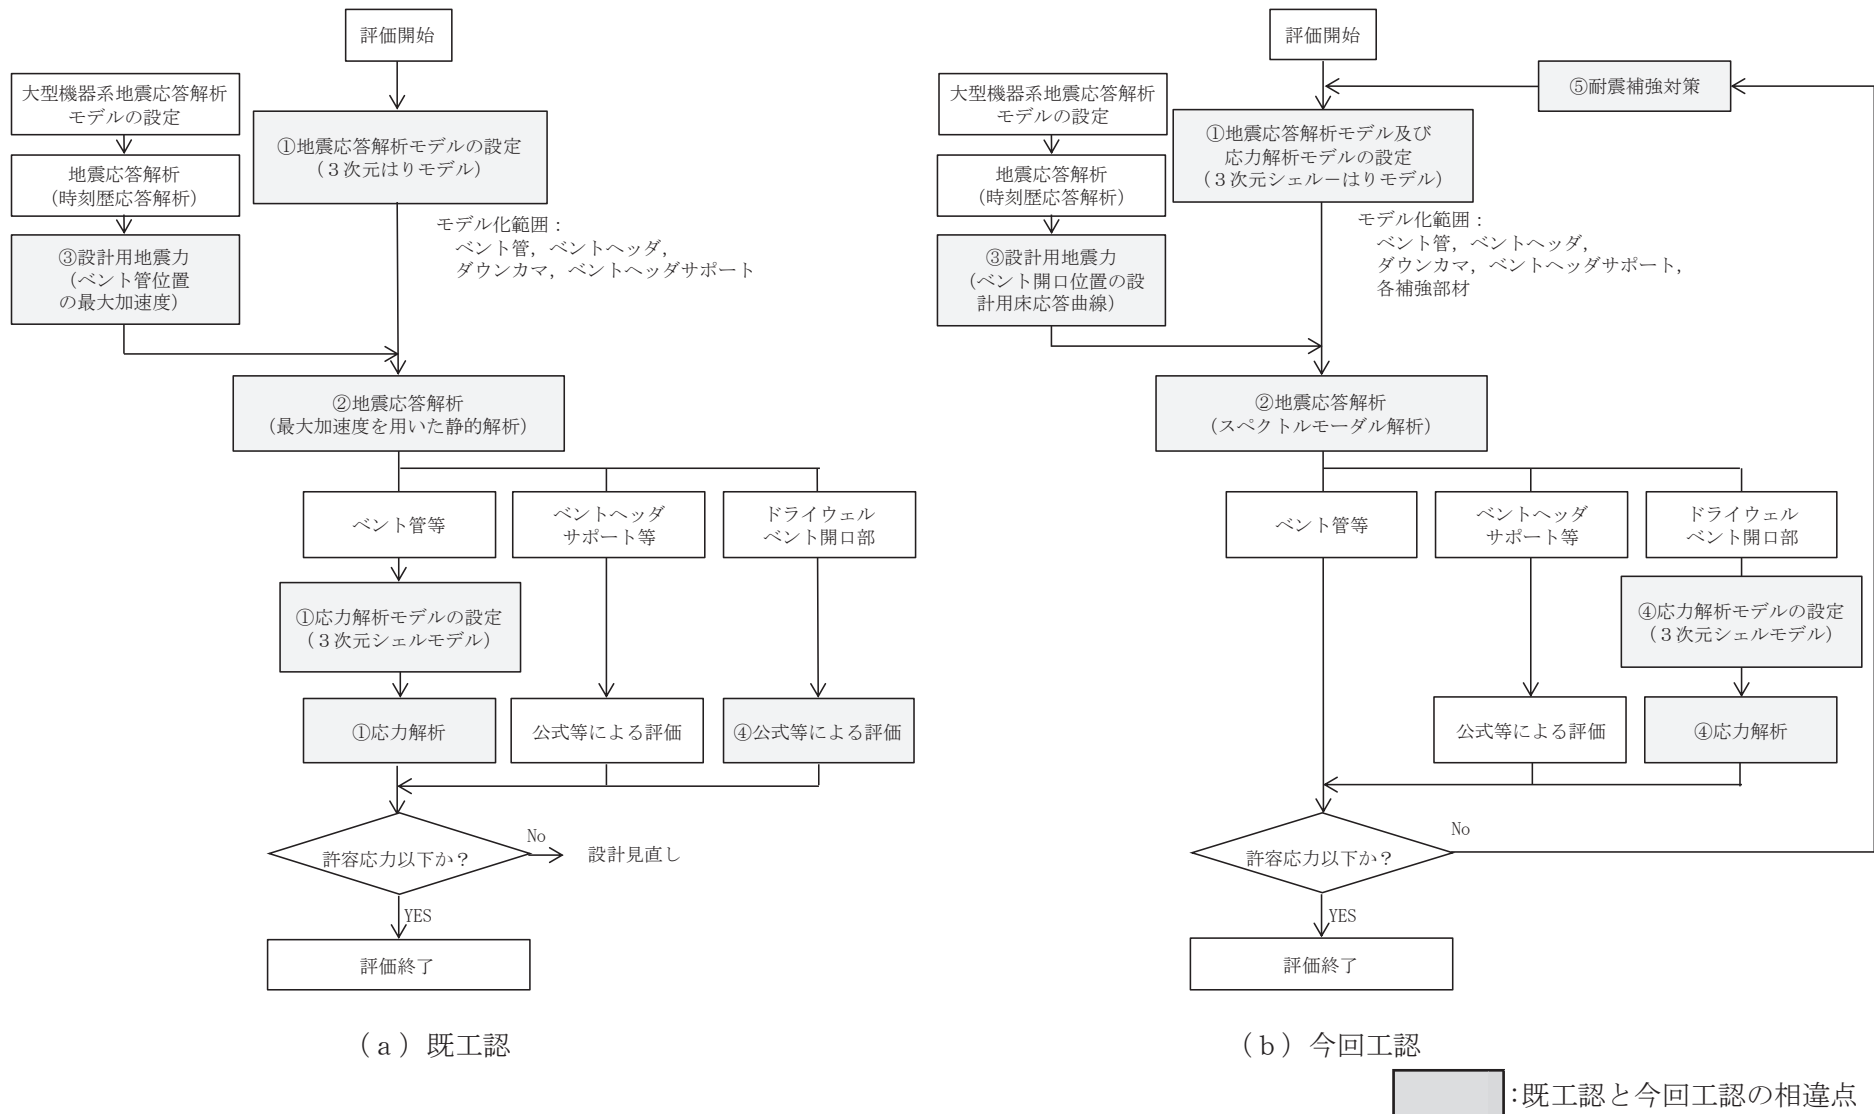 評価開始
大型機器系地震応答解析
モデルの設定
地震応答解析
(時刻歴応答解析)
③設計用地震力
(ベント管位置
の最大加速度)
①地震応答解析モデルの設定
(3次元はりモデル)
モデル化範囲:
ベント管,ベントヘッダ,
ダウンカマ,ベントヘッダサポート
②地震応答解析
(最大加速度を用いた静的解析)
ベント管等
ベントヘッダ
サポート等
ドライウェル
ベント開口部
①応力解析モデルの設定
(3次元シェルモデル)
①応力解析
公式等による評価
④公式等による評価
許容応力以下か?
No
設計見直し
YES
評価終了
(a)既工認
評価開始
⑤耐震補強対策
大型機器系地震応答解析
モデルの設定
地震応答解析
(時刻歴応答解析)
③設計用地震力
(ベント開口位置の設
計用床応答曲線)
①地震応答解析モデル及び
応力解析モデルの設定
(3次元シェルーはりモデル)
モデル化範囲:
ベント管,ベントヘッダ,
ダウンカマ,ベントヘッダサポート,
各補強部材
②地震応答解析
(スペクトルモーダル解析)
ベント管等
ベントヘッダ
サポート等
ドライウェル
ベント開口部
④応力解析モデルの設定
(3次元シェルモデル)
公式等による評価
④応力解析
許容応力以下か?
No
YES
評価終了
(b)今回工認
:既工認と今回工認の相違点